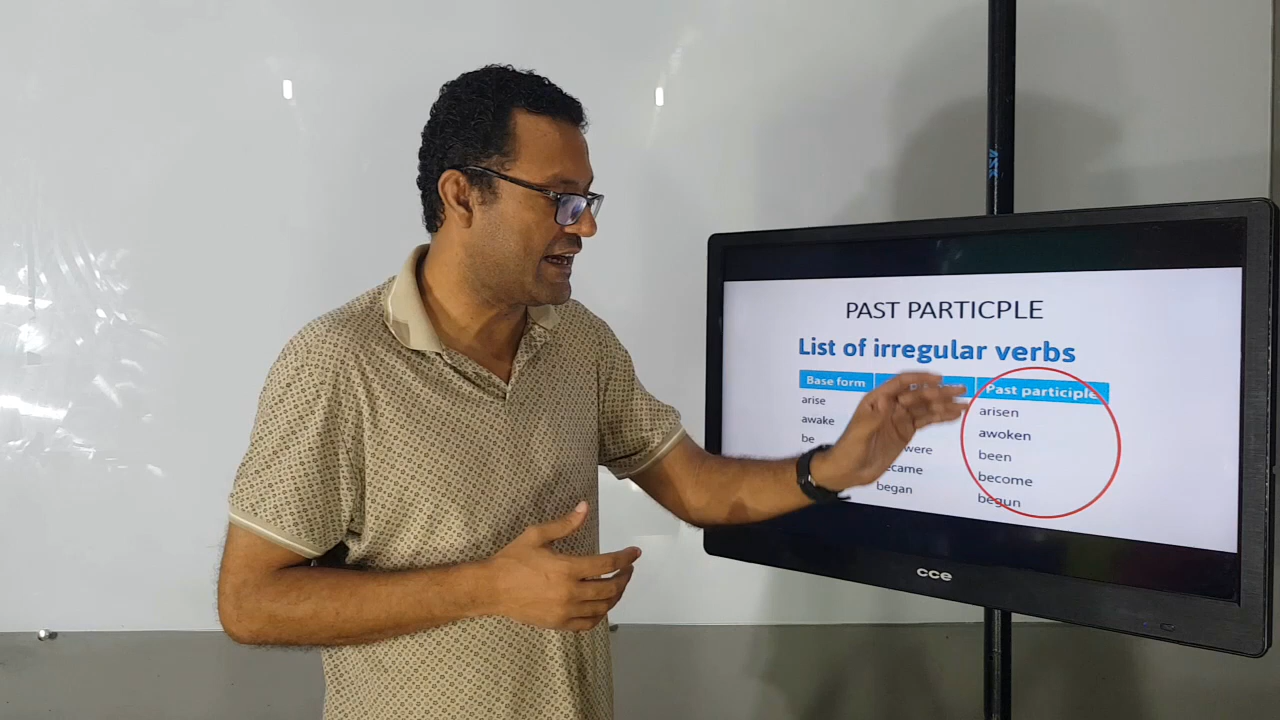 PAST PARTICPLE
List of irregular verbs
Base form Past participle
arise arisen
awake awoken
be were been
became become
began begun
cce